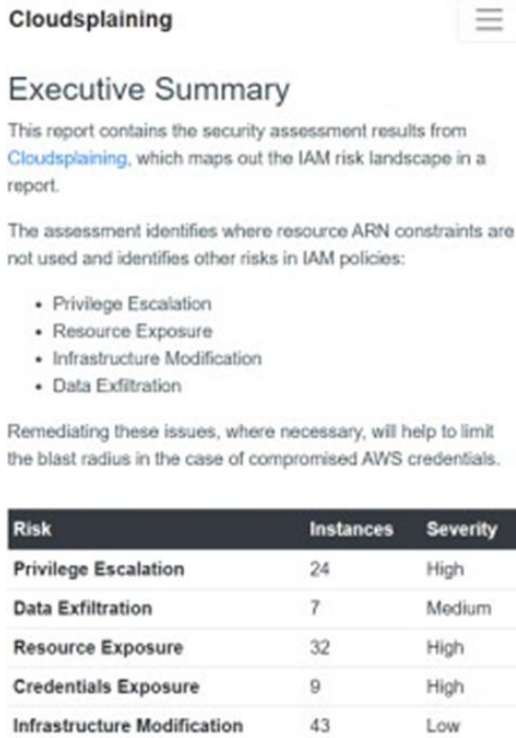 Cloudsplaining
Executive Summary
This report contains the security assessment results from
Cloudsplaining, which maps out the IAM risk landscape in a
report.
The assessment identifies where resource ARN constraints are
not used and identifies other risks in IAM policies:
• Privilege Escalation
• Resource Exposure
• Infrastructure Modification
• Data Exfiltration
Remediating these issues, where necessary, will help to limit
the blast radius in the case of compromised AWS credentials.
Risk Instances Severity
Privilege Escalation 24 High
Data Exfiltration 7 Medium
Resource Exposure 32 High
Credentials Exposure 9 High
Infrastructure Modification 43 Low